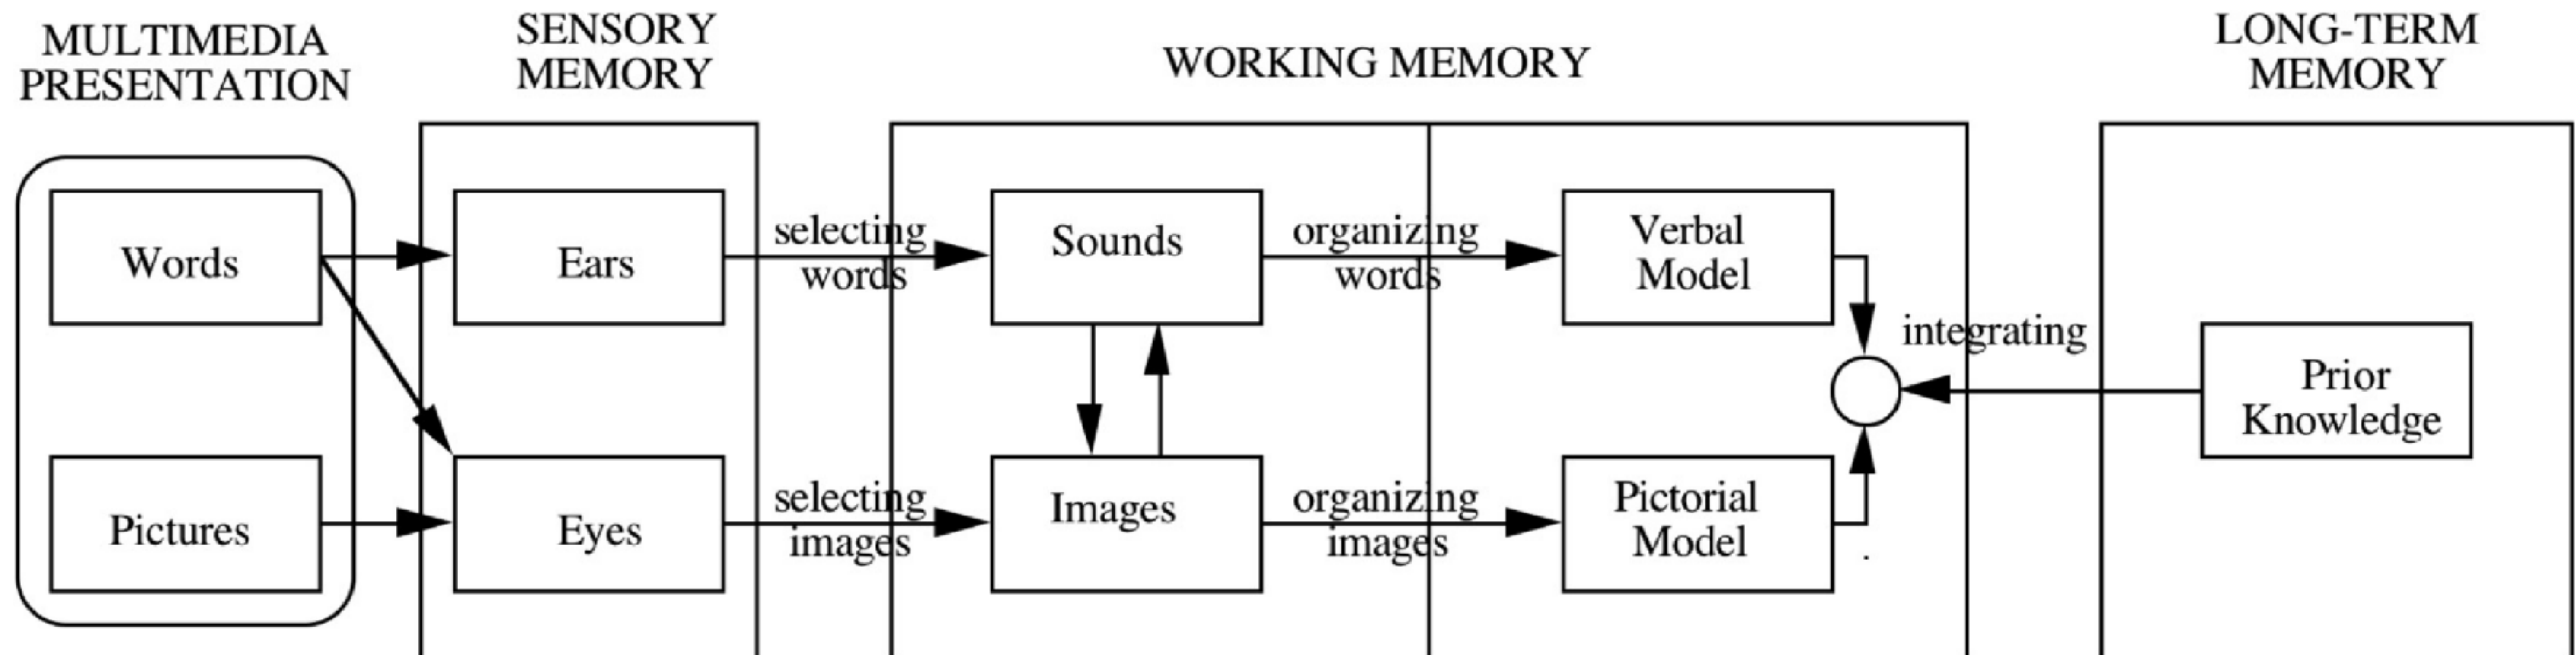 MULTIMEDIA
PRESENTATION
SENSORY
MEMORY
WORKING MEMORY
LONG-TERM
MEMORY
Words
Ears
selecting
words
Sounds
organizing
words
Verbal
Model
integrating
Prior
Knowledge
Pictures
Eyes
selecting
images
Images
organizing
images
Pictorial
Model